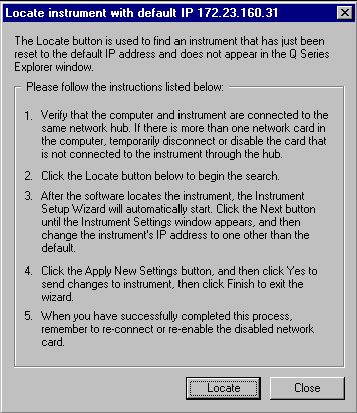 Locate instrument with default IP 172.23.160.31
The Locate button is used to find an instrument that has just been
reset to the default IP address and does not appear in the Q Series
Explorer window.
Please follow the instructions listed below:
1. Verify that the computer and instrument are connected to the
same network hub. If there is more than one network card in
the computer, temporarily disconnect or disable the card that
is not connected to the instrument through the hub.
2. Click the Locate button below to begin the search.
3. After the software locates the instrument, the Instrument
Setup Wizard will automatically start. Click the Next button
until the Instrument Settings window appears, and then
change the instrument's IP address to one other than the
default.
4. Click the Apply New Settings button, and then click Yes to
send changes to instrument, then click Finish to exit the
wizard.
5. When you have successfully completed this process,
remember to re-connect or re-enable the disabled network
card.
Locate
Close